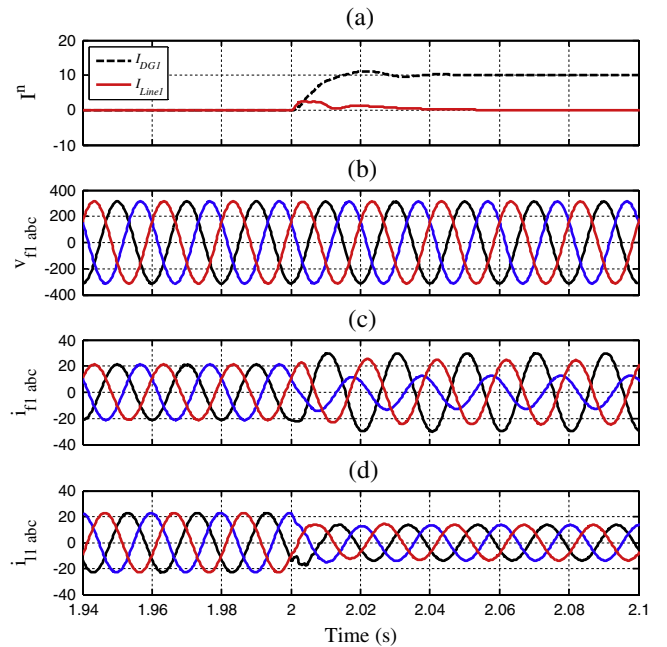 (a)
20
10
0
-10
I^n
I_DG1
I_Line1
(b)
400
200
0
-200
-400
v_f1 abc
(c)
40
20
0
-20
-40
i_f1 abc
(d)
40
20
0
-20
-40
i_l1 abc
1.94 1.96 1.98 2 2.02 2.04 2.06 2.08 2.1
Time (s)